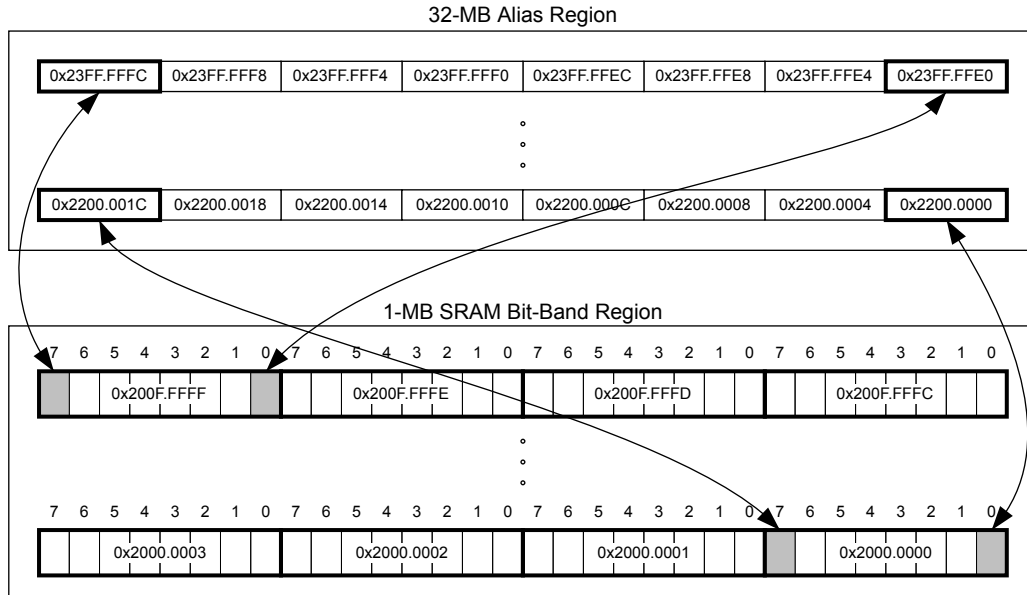 32-MB Alias Region
0x23FF.FFFC 0x23FF.FFF8 0x23FF.FFF4 0x23FF.FFF0 0x23FF.FFEC 0x23FF.FFE8 0x23FF.FFE4 0x23FF.FFE0
0x2200.001C 0x2200.0018 0x2200.0014 0x2200.0010 0x2200.000C 0x2200.0008 0x2200.0004 0x2200.0000
1-MB SRAM Bit-Band Region
7 6 5 4 3 2 1 0 7 6 5 4 3 2 1 0 7 6 5 4 3 2 1 0 7 6 5 4 3 2 1 0
0x200F.FFFF 0x200F.FFFE 0x200F.FFFD 0x200F.FFFC
7 6 5 4 3 2 1 0 7 6 5 4 3 2 1 0 7 6 5 4 3 2 1 0 7 6 5 4 3 2 1 0
0x2000.0003 0x2000.0002 0x2000.0001 0x2000.0000